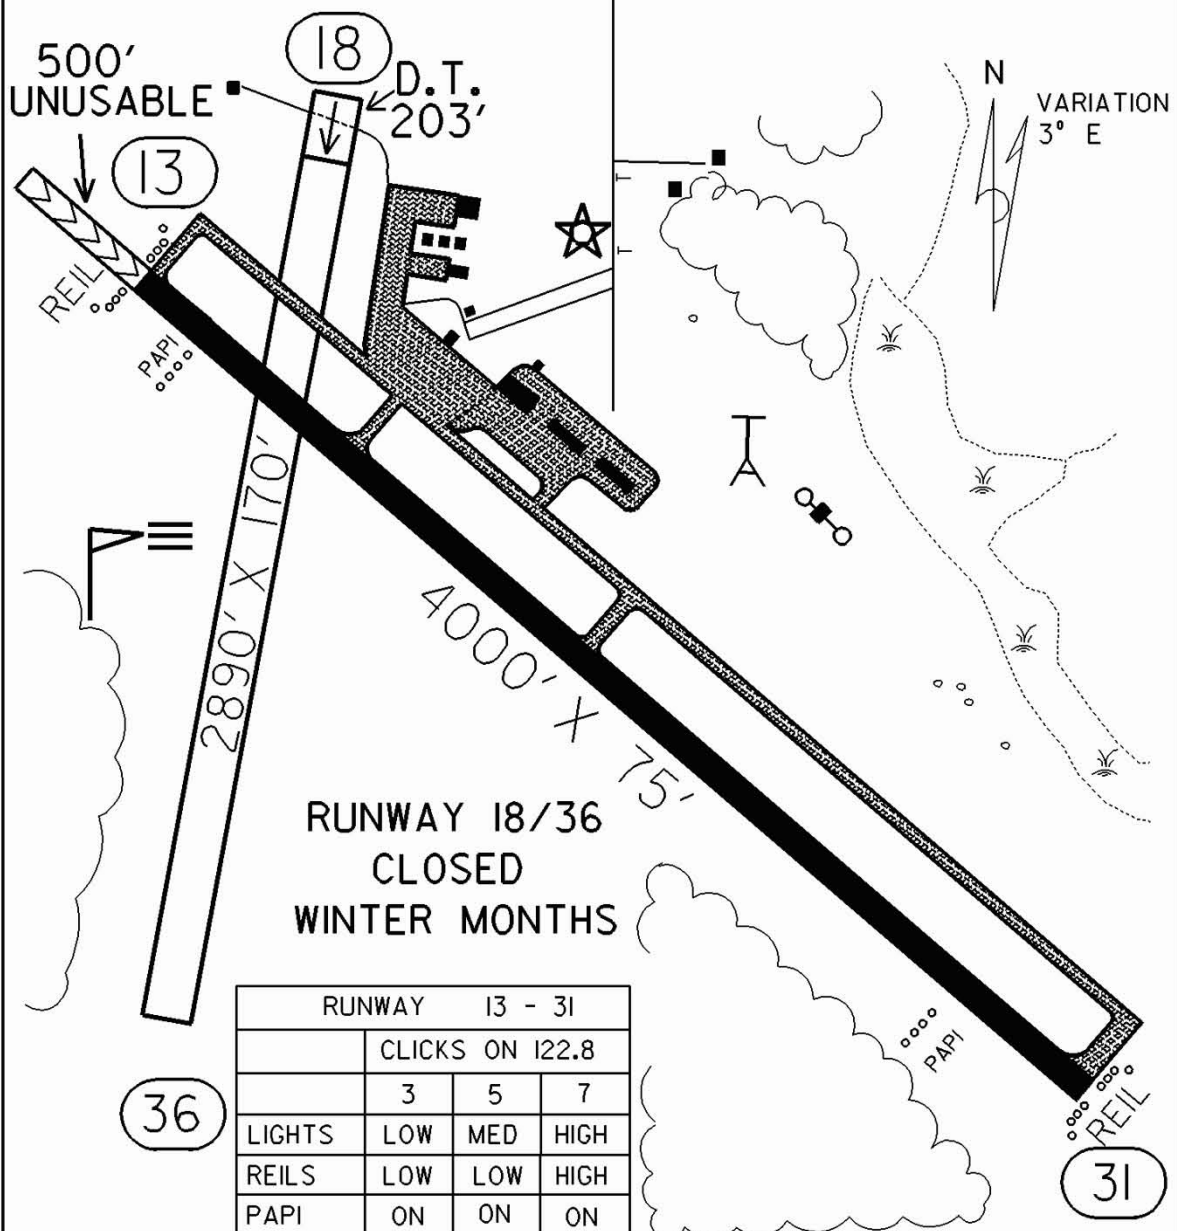 500' UNUSABLE
18
D.T. 203'
13
REIL
PAPI
N
VARIATION
3° E
2890' X 170'
4000' X 75'
RUNWAY 18/36
CLOSED
WINTER MONTHS
RUNWAY 13 - 31
CLICKS ON 122.8
3 5 7
LIGHTS LOW MED HIGH
REILS LOW LOW HIGH
PAPI ON ON ON
36
PAPI
REIL
31